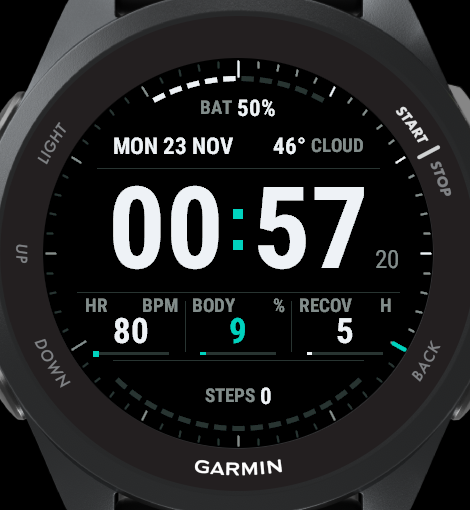 BAT 50%
MON 23 NOV 46° CLOUD
00:57 20
HR BPM BODY % RECOV H
80 9 5
STEPS 0
LIGHT
UP
DOWN
START
STOP
BACK
GARMIN